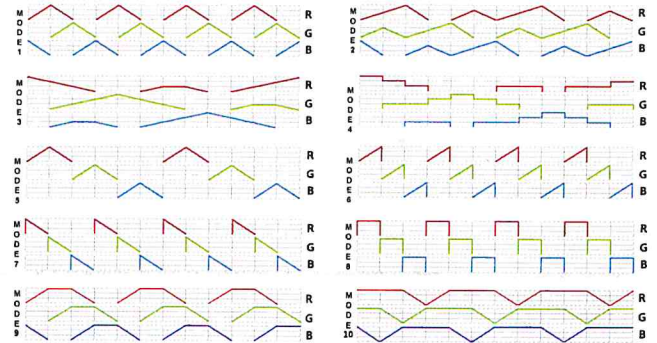 MODE 1 R G B
MODE 2 R G B
MODE 3 R G B
MODE 4 R G B
MODE 5 R G B
MODE 6 R G B
MODE 7 R G B
MODE 8 R G B
MODE 9 R G B
MODE 10 R G B